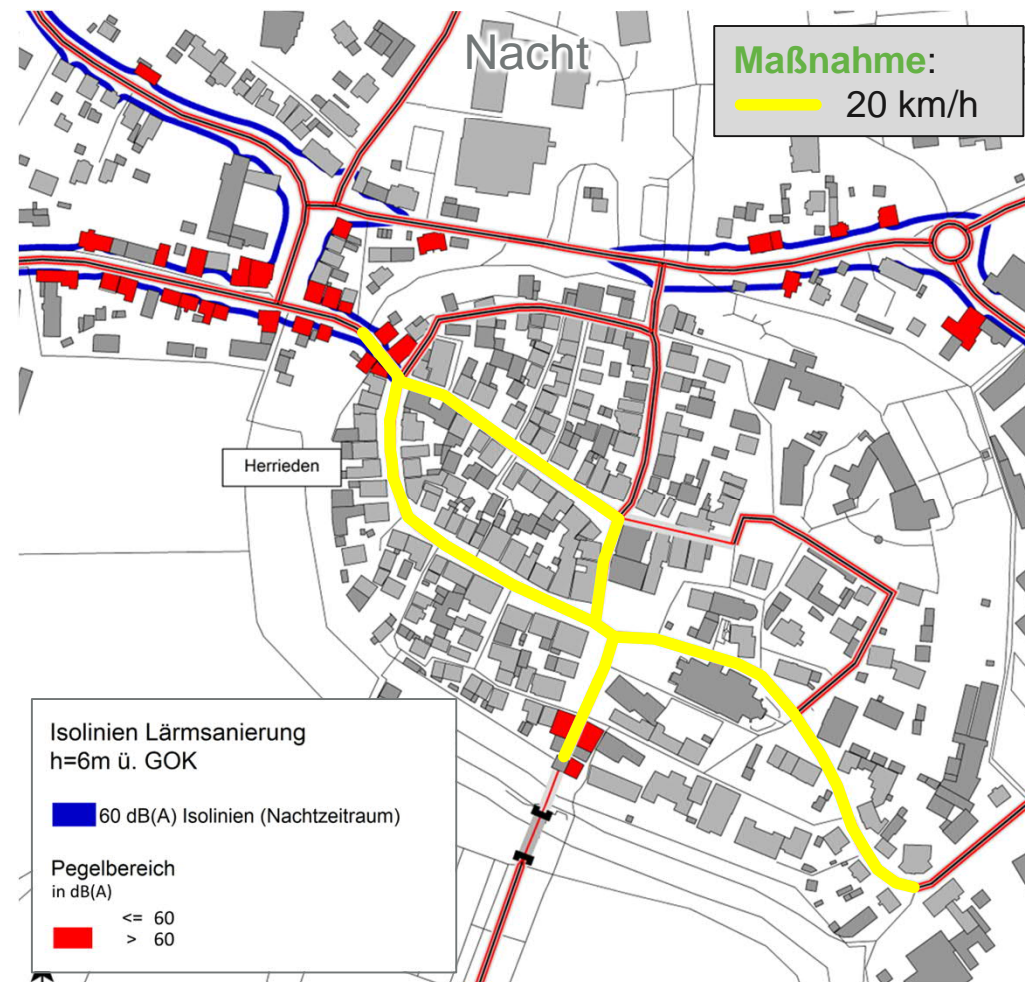 Nacht
Maßnahme:
20 km/h
Herrieden
Isolinien Lärmsanierung
h=6m ü. GOK
60 dB(A) Isolinien (Nachtzeitraum)
Pegelbereich
in dB(A)
<= 60
> 60